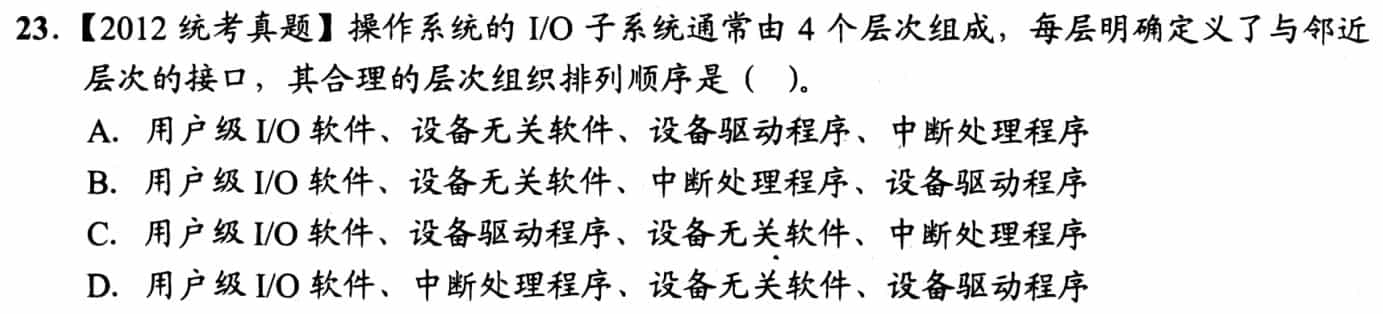 23.【2012 统考真题】操作系统的 I/O 子系统通常由 4 个层次组成，每层明确定义了与邻近
层次的接口，其合理的层次组织排列顺序是（ ）。
A. 用户级 I/O 软件、设备无关软件、设备驱动程序、中断处理程序
B. 用户级 I/O 软件、设备无关软件、中断处理程序、设备驱动程序
C. 用户级 I/O 软件、设备驱动程序、设备无关软件、中断处理程序
D. 用户级 I/O 软件、中断处理程序、设备无关软件、设备驱动程序